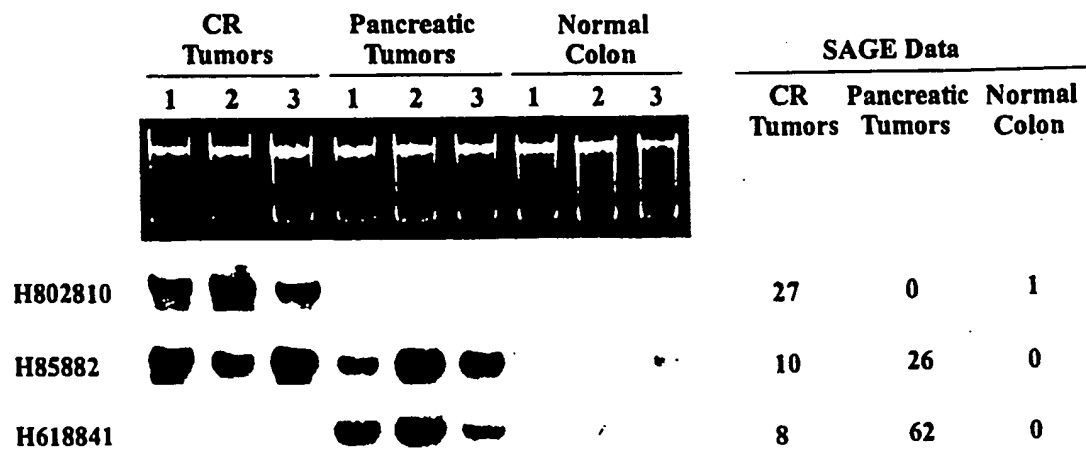 CR Pancreatic Normal
Tumors Tumors Colon SAGE Data
1 2 3 1 2 3 1 2 3 CR Pancreatic Normal
Tumors Tumors Colon
H802810 27 0 1
H85882 10 26 0
H618841 8 62 0